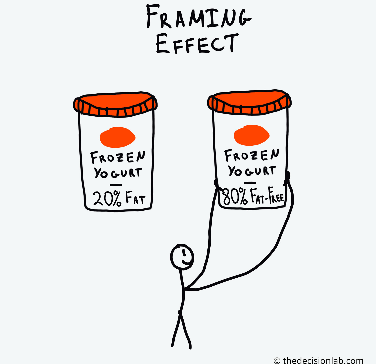 FRAMING
EFFECT
FROZEN
YOGURT
20% FAT
FROZEN
YOGURT
80% FAT-FREE
© thedecisionlab.com